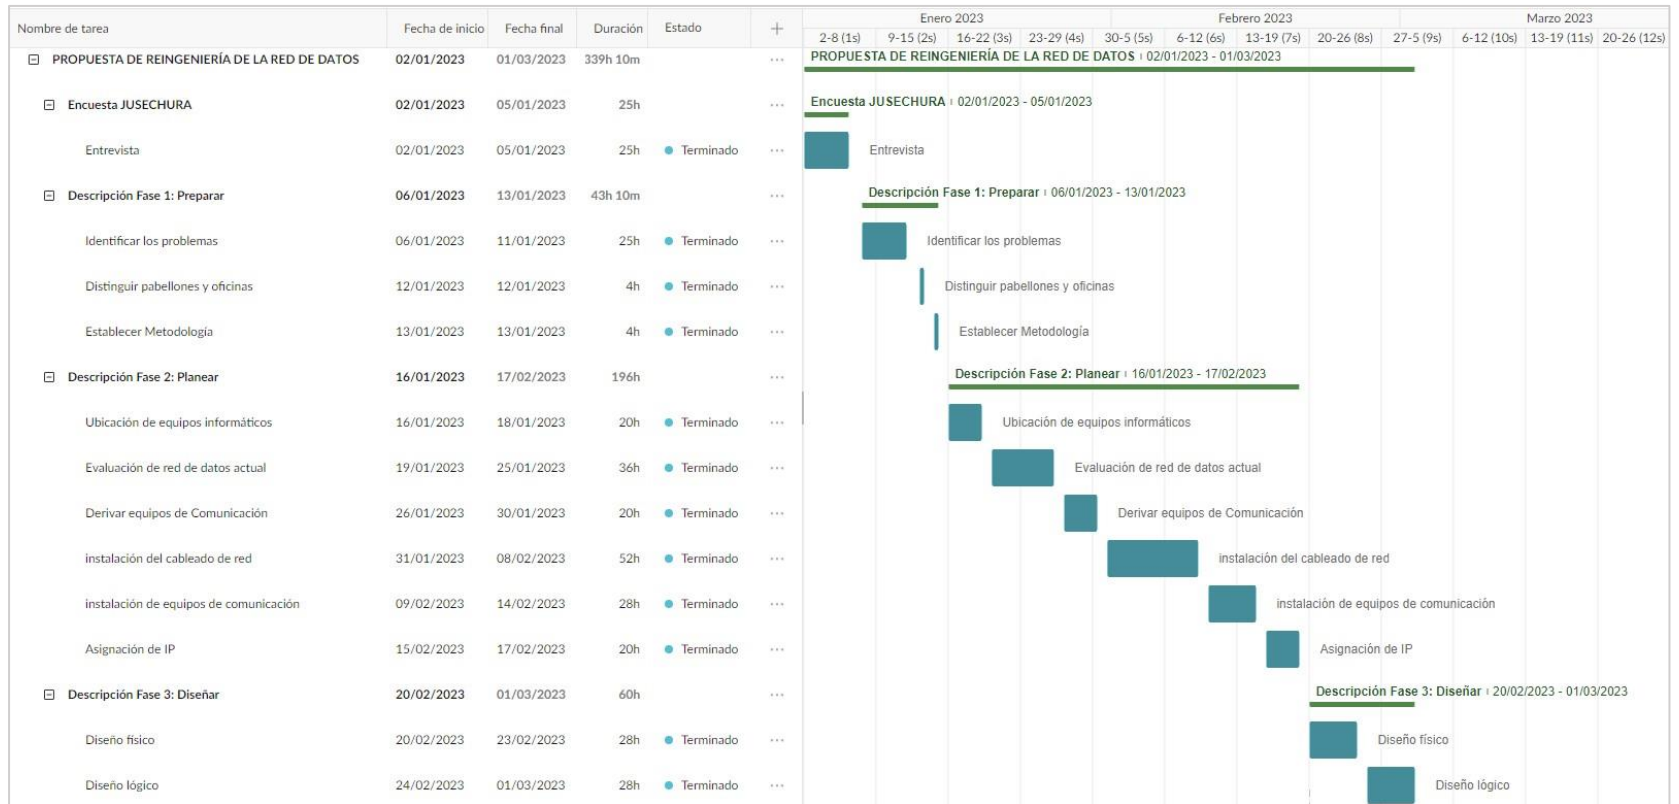 Nombre de tarea Fecha de inicio Fecha final Duración Estado + Enero 2023 Febrero 2023 Marzo 2023
2-8 (1s) 9-15 (2s) 16-22 (3s) 23-29 (4s) 30-5 (5s) 6-12 (6s) 13-19 (7s) 20-26 (8s) 27-5 (9s) 6-12 (10s) 13-19 (11s) 20-26 (12s)
PROPUESTA DE REINGENIERÍA DE LA RED DE DATOS 02/01/2023 01/03/2023 339h 10m ... PROPUESTA DE REINGENIERÍA DE LA RED DE DATOS 02/01/2023 - 01/03/2023
Encuesta JUSECHURA 02/01/2023 05/01/2023 25h ... Encuesta JUSECHURA 02/01/2023 - 05/01/2023
Entrevista 02/01/2023 05/01/2023 25h Terminado ... Entrevista
Descripción Fase 1: Preparar 06/01/2023 13/01/2023 43h 10m ... Descripción Fase 1: Preparar 06/01/2023 - 13/01/2023
Identificar los problemas 06/01/2023 11/01/2023 25h Terminado ... Identificar los problemas
Distinguir pabellones y oficinas 12/01/2023 12/01/2023 4h Terminado ... Distinguir pabellones y oficinas
Establecer Metodología 13/01/2023 13/01/2023 4h Terminado ... Establecer Metodología
Descripción Fase 2: Planear 16/01/2023 17/02/2023 196h ... Descripción Fase 2: Planear 16/01/2023 - 17/02/2023
Ubicación de equipos informáticos 16/01/2023 18/01/2023 20h Terminado ... Ubicación de equipos informáticos
Evaluación de red de datos actual 19/01/2023 25/01/2023 36h Terminado ... Evaluación de red de datos actual
Derivar equipos de Comunicación 26/01/2023 30/01/2023 20h Terminado ... Derivar equipos de Comunicación
instalación del cableado de red 31/01/2023 08/02/2023 52h Terminado ... instalación del cableado de red
instalación de equipos de comunicación 09/02/2023 14/02/2023 28h Terminado ... instalación de equipos de comunicación
Asignación de IP 15/02/2023 17/02/2023 20h Terminado ... Asignación de IP
Descripción Fase 3: Diseñar 20/02/2023 01/03/2023 60h ... Descripción Fase 3: Diseñar 20/02/2023 - 01/03/2023
Diseño físico 20/02/2023 23/02/2023 28h Terminado ... Diseño físico
Diseño lógico 24/02/2023 01/03/2023 28h Terminado ... Diseño lógico